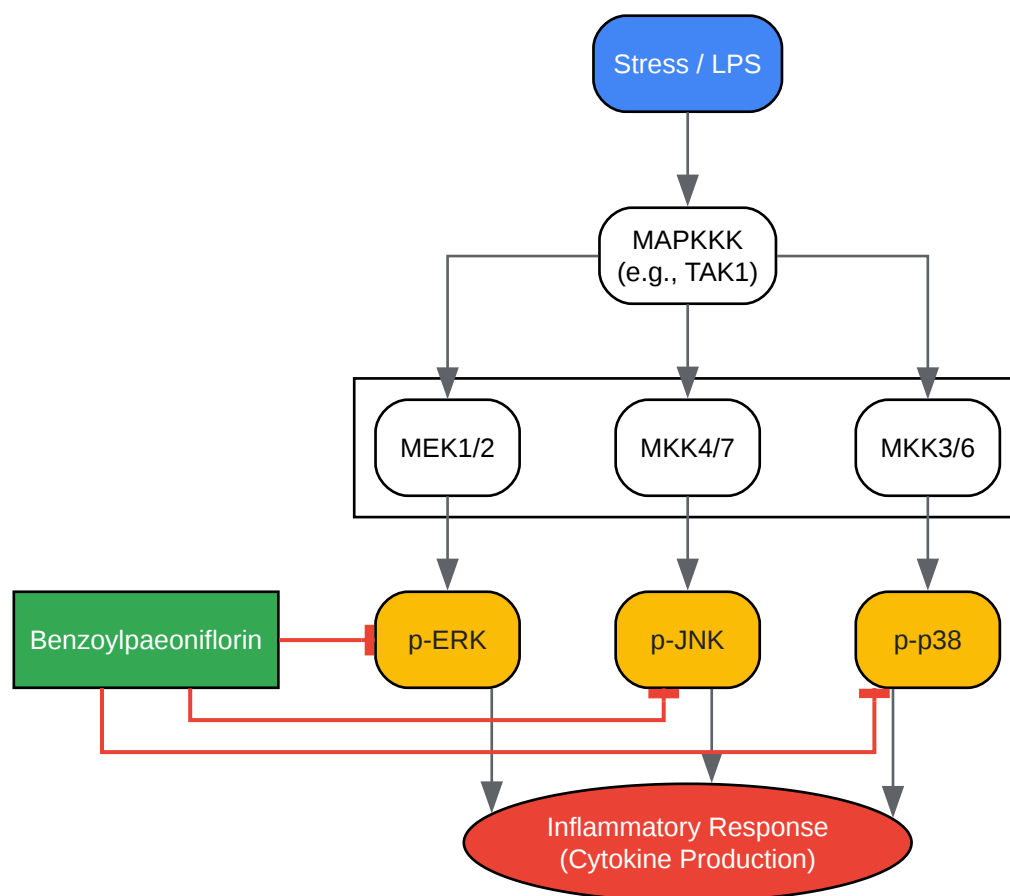 Stress / LPS
MAPKKK
(e.g., TAK1)
MEK1/2
MKK4/7
MKK3/6
Benzoylpaeoniflorin
p-ERK
p-JNK
p-p38
Inflammatory Response
(Cytokine Production)